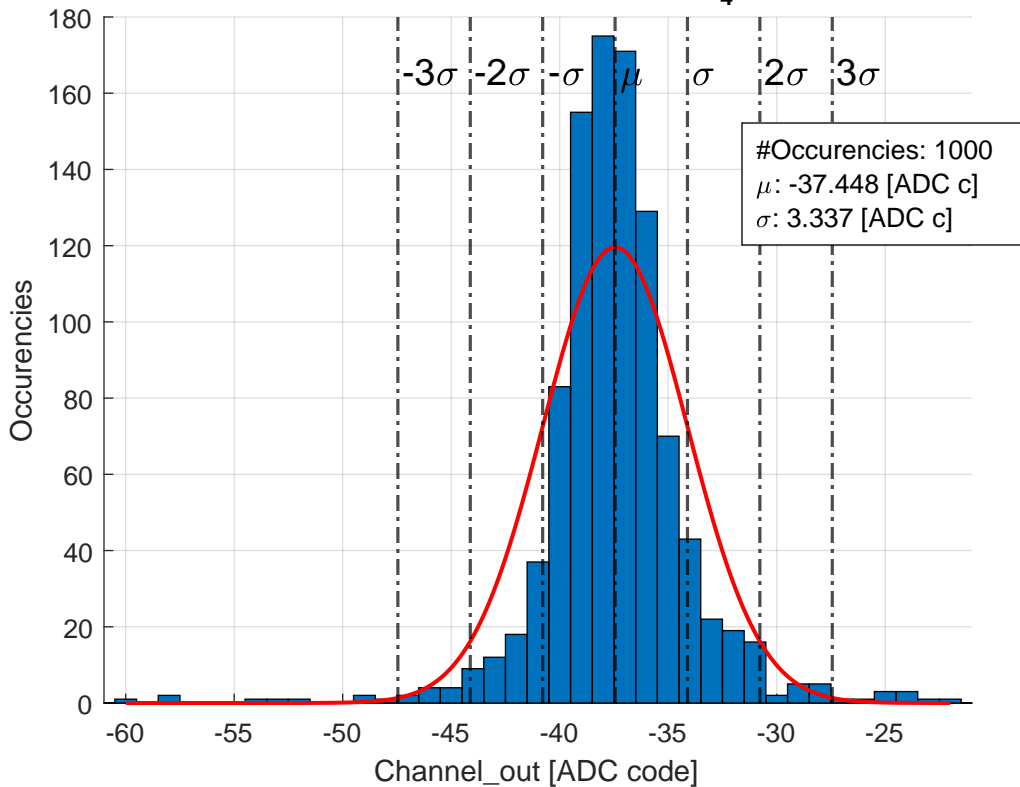 4
180
160
140
120
100
80
60
40
20
0
Occurencies
-3σ -2σ -σ μ σ 2σ 3σ
#Occurencies: 1000
μ: -37.448 [ADC c]
σ: 3.337 [ADC c]
-60 -55 -50 -45 -40 -35 -30 -25
Channel_out [ADC code]